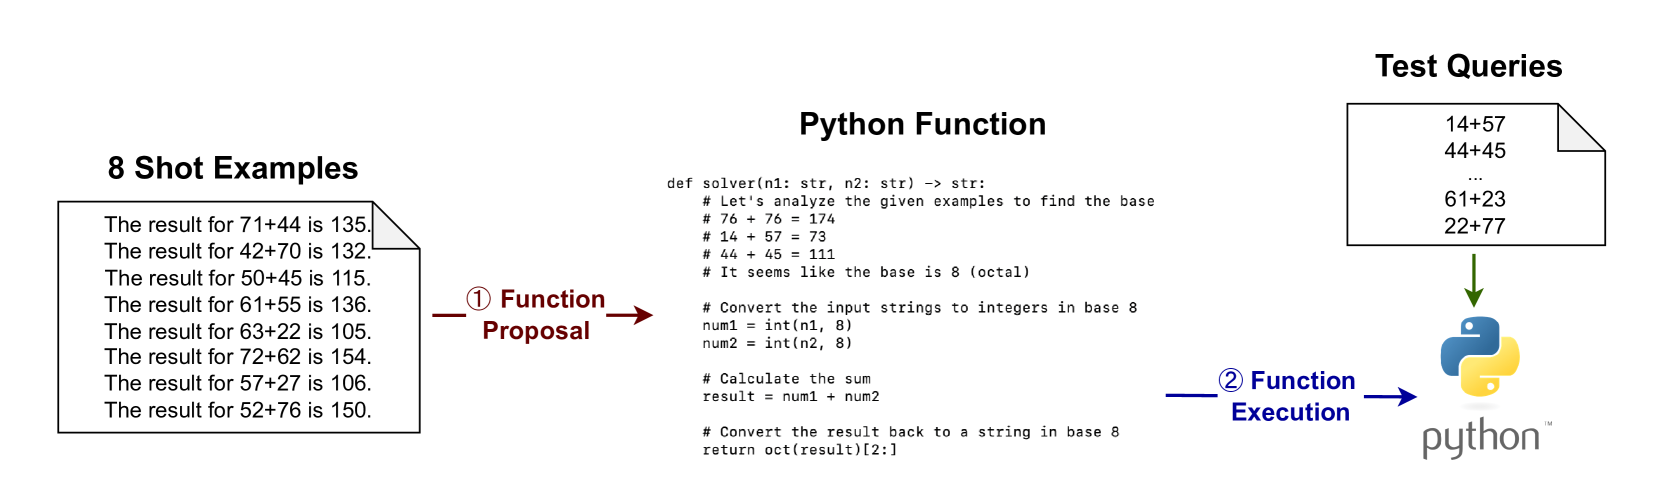 8 Shot Examples
The result for 71+44 is 135.
The result for 42+70 is 132.
The result for 50+45 is 115.
The result for 61+55 is 136.
The result for 63+22 is 105.
The result for 72+62 is 154.
The result for 57+27 is 106.
The result for 52+76 is 150.
① Function
Proposal
Python Function
def solver(n1: str, n2: str) -> str:
    # Let's analyze the given examples to find the base
    # 76 + 76 = 174
    # 14 + 57 = 73
    # 44 + 45 = 111
    # It seems like the base is 8 (octal)
    # Convert the input strings to integers in base 8
    num1 = int(n1, 8)
    num2 = int(n2, 8)
    # Calculate the sum
    result = num1 + num2
    # Convert the result back to a string in base 8
    return oct(result)[2:]
② Function
Execution
Test Queries
14+57
44+45
...
61+23
22+77
python™